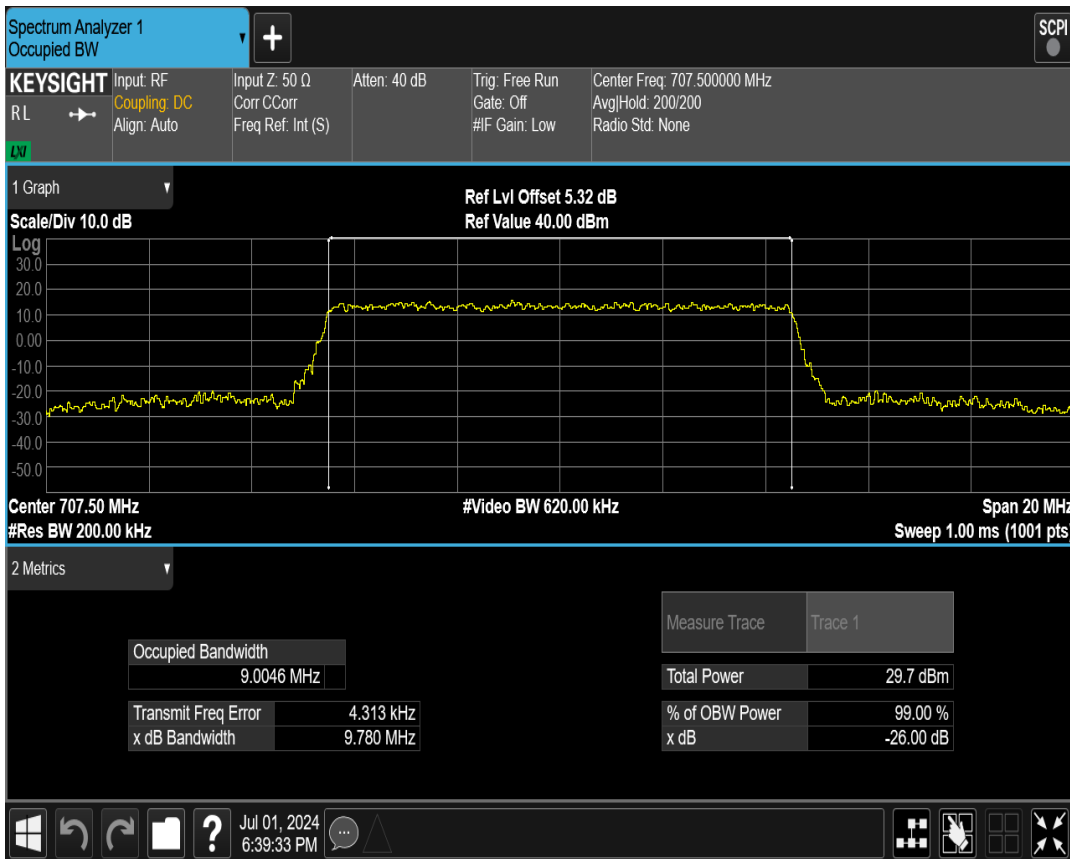 Spectrum Analyzer 1
Occupied BW
+
SCPI
KEYSIGHT
RL
LXI
Input: RF
Coupling: DC
Align: Auto
Input Z: 50 Ω
Corr CCorr
Freq Ref: Int (S)
Atten: 40 dB
Trig: Free Run
Gate: Off
#IF Gain: Low
Center Freq: 707.500000 MHz
Avg|Hold: 200/200
Radio Std: None
1 Graph
Ref Lvl Offset 5.32 dB
Scale/Div 10.0 dB
Ref Value 40.00 dBm
Log
30.0
20.0
10.0
0.00
-10.0
-20.0
-30.0
-40.0
-50.0
Center 707.50 MHz
#Video BW 620.00 kHz
Span 20 MHz
#Res BW 200.00 kHz
Sweep 1.00 ms (1001 pts)
2 Metrics
Measure Trace Trace 1
Occupied Bandwidth
9.0046 MHz
Total Power 29.7 dBm
Transmit Freq Error 4.313 kHz
% of OBW Power 99.00 %
x dB Bandwidth 9.780 MHz
x dB -26.00 dB
?
Jul 01, 2024
6:39:33 PM